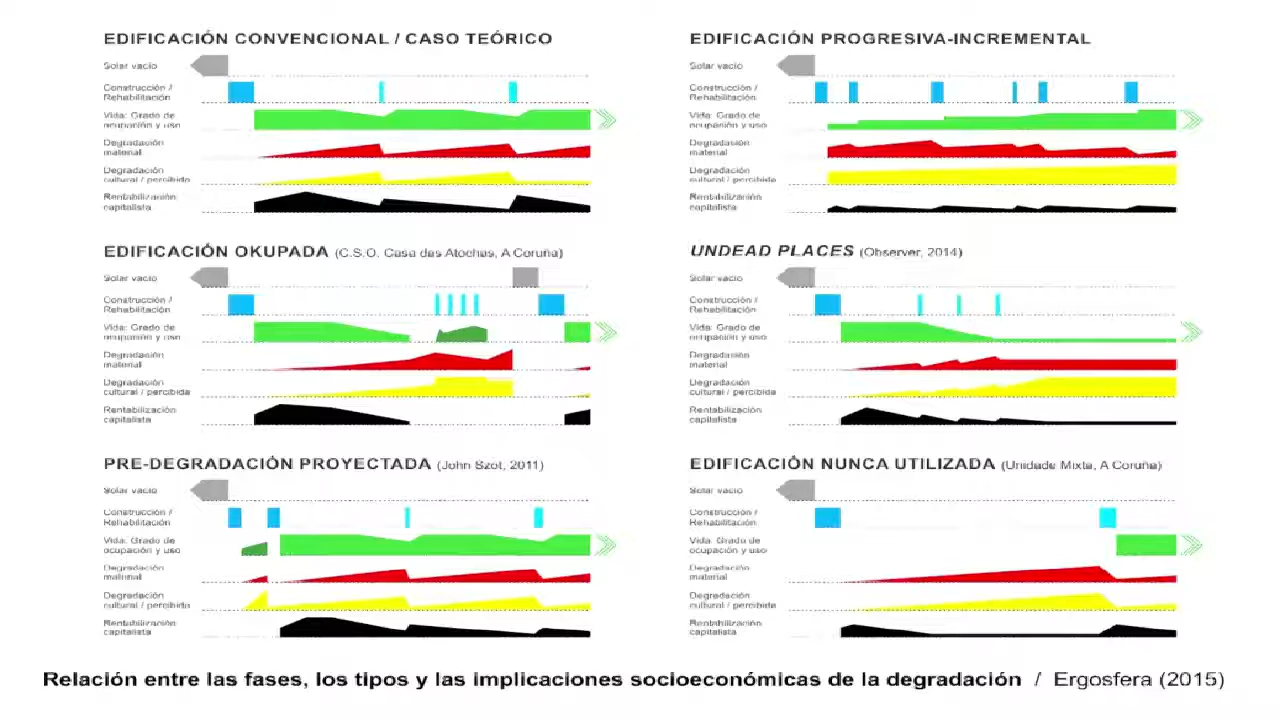 EDIFICACIÓN CONVENCIONAL / CASO TEÓRICO
Solar vacío
Construcción /
Rehabilitación
Vida: Grado de
ocupación y uso
Degradación
material
Degradación
cultural / percibida
Rentabilización
capitalista
EDIFICACIÓN PROGRESIVA-INCREMENTAL
Solar vacío
Construcción /
Rehabilitación
Vida: Grado de
ocupación y uso
Degradación
material
Degradación
cultural / percibida
Rentabilización
capitalista
EDIFICACIÓN OKUPADA (C.S.O. Casa das Atochas, A Coruña)
Solar vacío
Construcción /
Rehabilitación
Vida: Grado de
ocupación y uso
Degradación
material
Degradación
cultural / percibida
Rentabilización
capitalista
UNDEAD PLACES (Observer, 2014)
Solar vacío
Construcción /
Rehabilitación
Vida: Grado de
ocupación y uso
Degradación
material
Degradación
cultural / percibida
Rentabilización
capitalista
PRE-DEGRADACIÓN PROYECTADA (John Szot, 2011)
Solar vacío
Construcción /
Rehabilitación
Vida: Grado de
ocupación y uso
Degradación
material
Degradación
cultural / percibida
Rentabilización
capitalista
EDIFICACIÓN NUNCA UTILIZADA (Unidade Mixta, A Coruña)
Solar vacío
Construcción /
Rehabilitación
Vida: Grado de
ocupación y uso
Degradación
material
Degradación
cultural / percibida
Rentabilización
capitalista
Relación entre las fases, los tipos y las implicaciones socioeconómicas de la degradación / Ergosfera (2015)